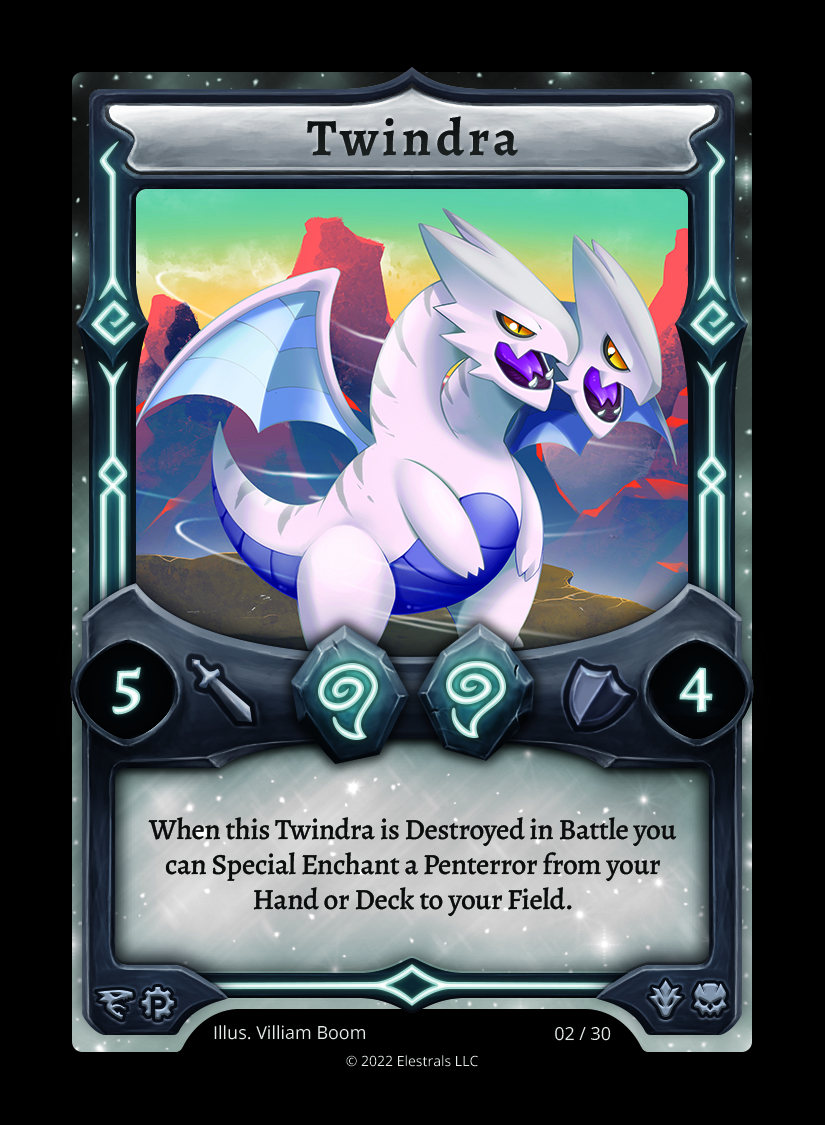 Twindra
5
4
When this Twindra is Destroyed in Battle you
can Special Enchant a Penterror from your
Hand or Deck to your Field.
P
Illus. Villiam Boom
02 / 30
© 2022 Elestrals LLC